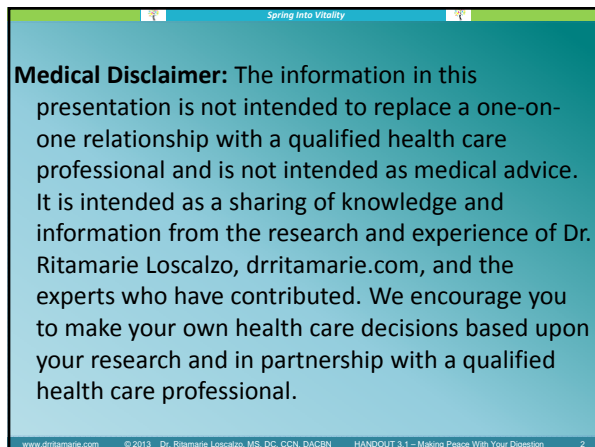 Spring Into Vitality
Medical Disclaimer: The information in this
presentation is not intended to replace a one-on-
one relationship with a qualified health care
professional and is not intended as medical advice.
It is intended as a sharing of knowledge and
information from the research and experience of Dr.
Ritamarie Loscalzo, drritamarie.com, and the
experts who have contributed. We encourage you
to make your own health care decisions based upon
your research and in partnership with a qualified
health care professional.
www.drritamarie.com © 2013 Dr. Ritamarie Loscalzo, MS, DC, CCN, DACBN HANDOUT 3.1 – Making Peace With Your Digestion 2